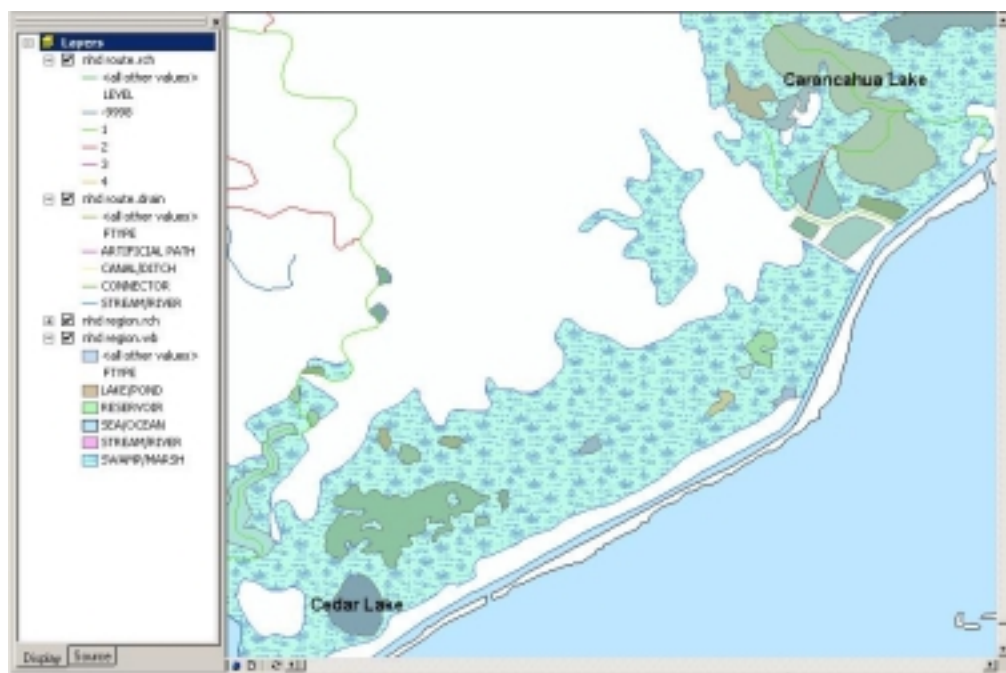 Layers
nhd route.rch
<all other values>
LEVEL
-9998
1
2
3
4
nhd route.drain
<all other values>
FTYPE
ARTIFICIAL PATH
CANAL/DITCH
CONNECTOR
STREAM/RIVER
nhd region.rch
nhd region.wb
<all other values>
FTYPE
LAKE/POND
RESERVOIR
SEA/OCEAN
STREAM/RIVER
SWAMP/MARSH
Display Source
Carancahua Lake
Cedar Lake